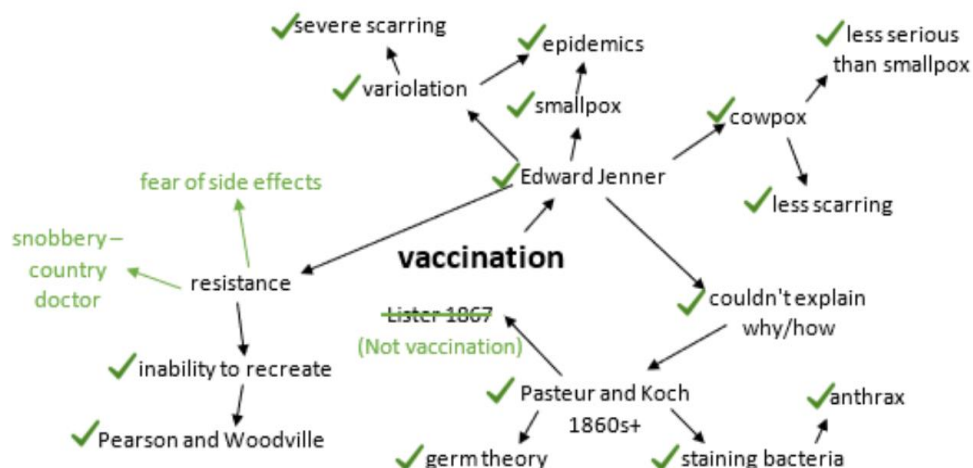 severe scarring
epidemics
less serious
than smallpox
variolation
smallpox
cowpox
Edward Jenner
fear of side effects
less scarring
snobbery –
country
doctor
vaccination
resistance
couldn't explain
why/how
Lister 1867
(Not vaccination)
inability to recreate
Pasteur and Koch
1860s+
anthrax
Pearson and Woodville
germ theory
staining bacteria